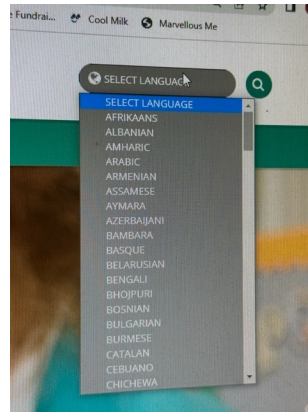 e Fundrai... Cool Milk Marvellous Me
SELECT LANGUAGE
SELECT LANGUAGE
AFRIKAANS
ALBANIAN
AMHARIC
ARABIC
ARMENIAN
ASSAMESE
AYMARA
AZERBAIJANI
BAMBARA
BASQUE
BELARUSIAN
BENGALI
BHOJPURI
BOSNIAN
BULGARIAN
BURMESE
CATALAN
CEBUANO
CHICHEWA